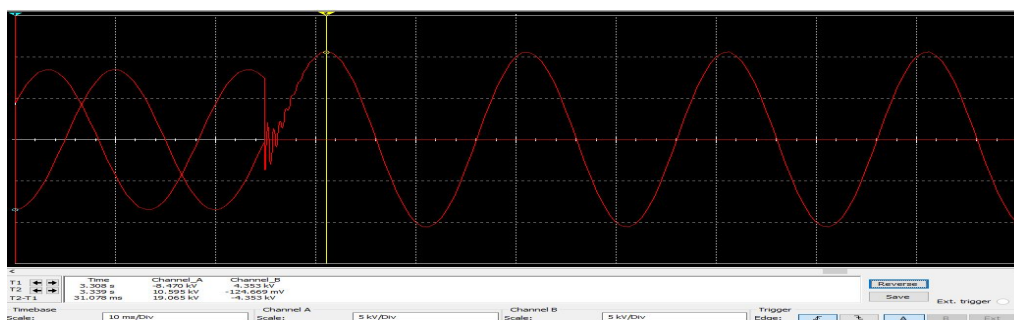 Time Channel_A Channel_B
T1 3.308 s -8.470 kV 4.353 kV
T2 3.339 s 10.595 kV -124.669 mV
T2-T1 31.078 ms 19.065 kV -4.353 kV
Reverse
Save
Ext. trigger
Timebase Channel A Channel B Trigger
Scale: 10 ms/Div Scale: 5 kV/Div Scale: 5 kV/Div Edge: A B Ext